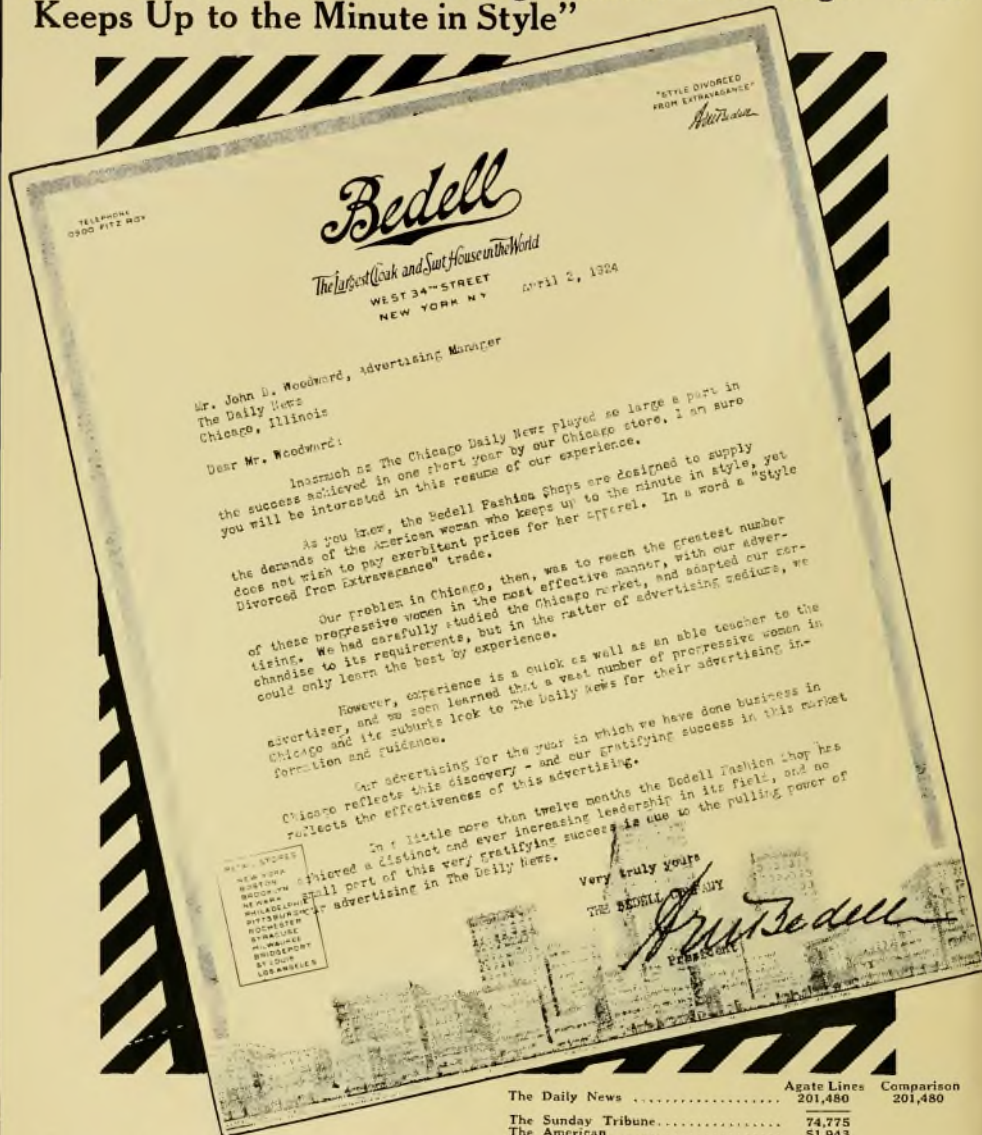 Keeps Up to the Minute in Style”
"STYLE DIVORCED
FROM EXTRAVAGANCE"
TELEPHONE
0900 FITZ ROY
Bedell
The Largest Cloak and Suit House in the World
WEST 34TH STREET
NEW YORK NY
April 2, 1924
Mr. John D. Woodward, Advertising Manager
The Daily News
Chicago, Illinois
Dear Mr. Woodward:
Inasmuch as The Chicago Daily News played so large a part in
the success achieved in one short year by our Chicago store, I am sure
you will be interested in this resume of our experience.
As you know, the Bedell Fashion Shops are designed to supply
the demands of the American woman who keeps up to the minute in style, yet
does not wish to pay exorbitant prices for her apparel. In a word a "Style
Divorced from Extravagance" trade.
Our problem in Chicago, then, was to reach the greatest number
of these progressive women in the most effective manner, with our adver-
tising. We had carefully studied the Chicago market, and adapted our mer-
chandise to its requirements, but in the matter of advertising mediums, we
could only learn the best by experience.
However, experience is a quick as well as an able teacher to the
advertiser, and we soon learned that a vast number of progressive women in
Chicago and its suburbs look to The Daily News for their advertising in-
formation and guidance.
Our advertising for the year in which we have done business in
Chicago reflects this discovery - and our gratifying success in this market
reflects the effectiveness of this advertising.
In a little more than twelve months the Bedell Fashion Shop has
achieved a distinct and ever increasing leadership in its field, and no
small part of this very gratifying success is due to the pulling power of
our advertising in The Daily News.
RETAIL STORES
NEW YORK
BOSTON
BROOKLYN
NEWARK
PHILADELPHIA
PITTSBURGH
ROCHESTER
SYRACUSE
MILWAUKEE
BRIDGEPORT
ST LOUIS
LOS ANGELES
Very truly yours
THE BEDELL COMPANY
Bedell
President
Agate Lines Comparison
The Daily News .................. 201,480 201,480
The Sunday Tribune............... 74,775
The American 51,943